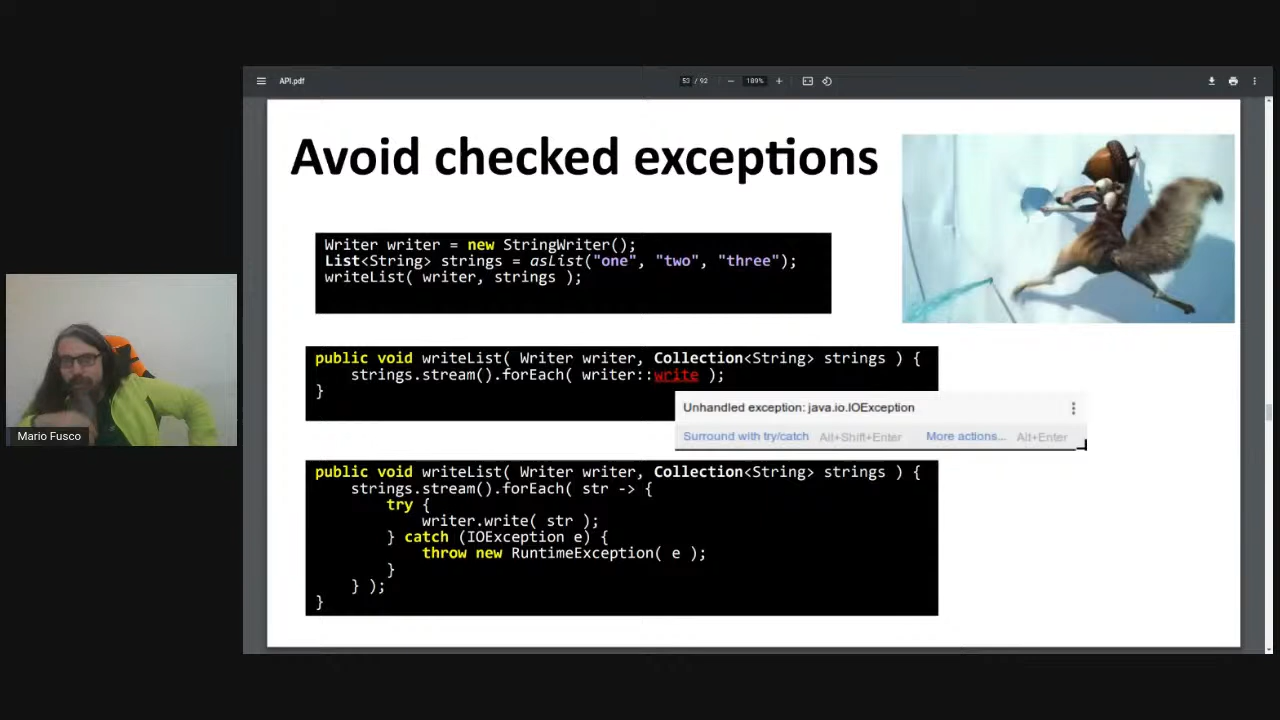 API.pdf
53 / 92
189%
Avoid checked exceptions
Writer writer = new StringWriter();
List<String> strings = asList("one", "two", "three");
writeList( writer, strings );
public void writeList( Writer writer, Collection<String> strings ) {
    strings.stream().forEach( writer::write );
}
Unhandled exception: java.io.IOException
Surround with try/catch Alt+Shift+Enter More actions... Alt+Enter
public void writeList( Writer writer, Collection<String> strings ) {
    strings.stream().forEach( str -> {
        try {
            writer.write( str );
        } catch (IOException e) {
            throw new RuntimeException( e );
        }
    } );
}
Mario Fusco